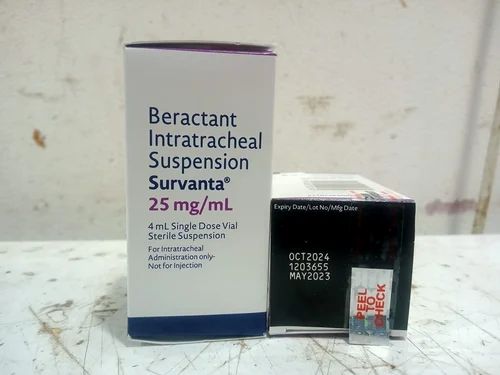 Beractant
Intratracheal
Suspension
Survanta®
25 mg/mL
4 mL Single Dose Vial
Sterile Suspension
For Intratracheal
Administration only-
Not for Injection
Expiry Date/Lot No/Mfg Date
OCT2024
1203655
MAY2023
PEEL
TO
CHECK